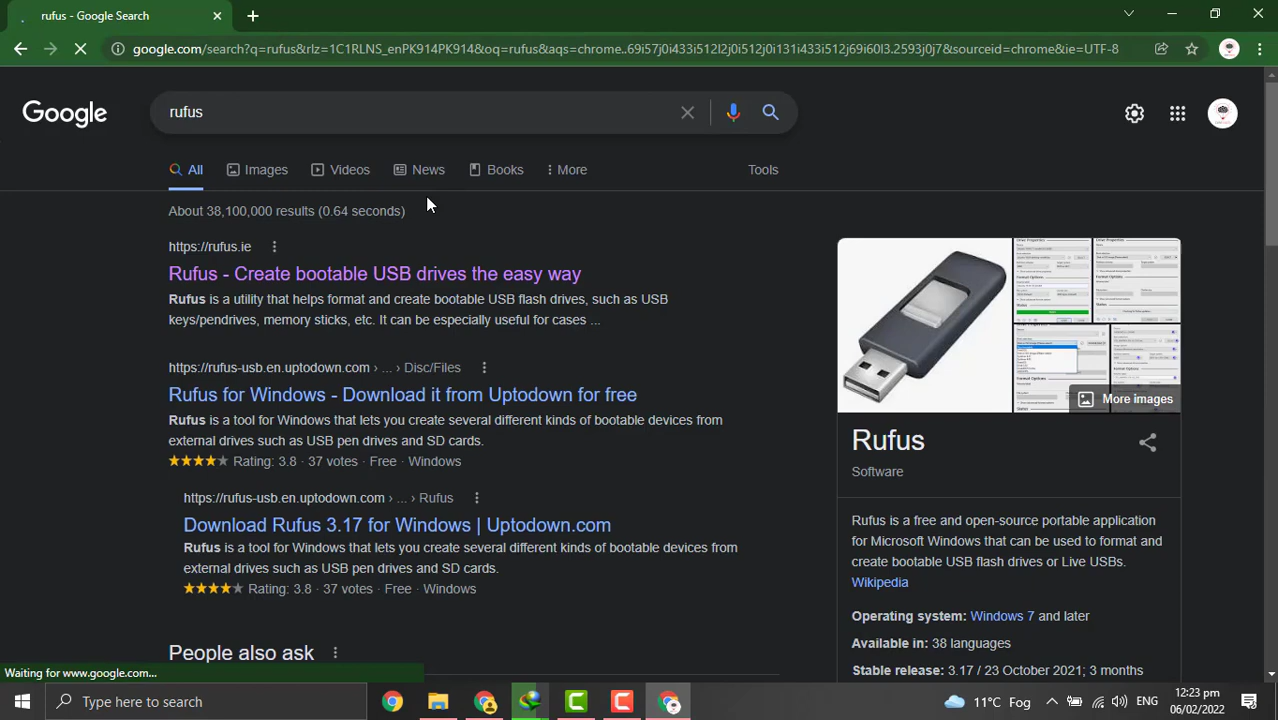 rufus - Google Search
google.com/search?q=rufus&rlz=1C1RLNS_enPK914PK914&oq=rufus&aqs=chrome..69i57j0i433i512l2j0i512j0i131i433i512j69i60l3.2593j0j7&sourceid=chrome&ie=UTF-8
Google
rufus
All Images Videos News Books More Tools
About 38,100,000 results (0.64 seconds)
https://rufus.ie
Rufus - Create bootable USB drives the easy way
Rufus is a utility that helps format and create bootable USB flash drives, such as USB
keys/pendrives, memory sticks, etc. It can be especially useful for cases ...
https://rufus-usb.en.uptodown.com › ... › Disc/Files
Rufus for Windows - Download it from Uptodown for free
Rufus is a tool for Windows that lets you create several different kinds of bootable devices from
external drives such as USB pen drives and SD cards.
Rating: 3.8 · 37 votes · Free · Windows
https://rufus-usb.en.uptodown.com › ... › Rufus
Download Rufus 3.17 for Windows | Uptodown.com
Rufus is a tool for Windows that lets you create several different kinds of bootable devices from
external drives such as USB pen drives and SD cards.
Rating: 3.8 · 37 votes · Free · Windows
People also ask
More images
Rufus
Software
Rufus is a free and open-source portable application
for Microsoft Windows that can be used to format and
create bootable USB flash drives or Live USBs.
Wikipedia
Operating system: Windows 7 and later
Available in: 38 languages
Stable release: 3.17 / 23 October 2021; 3 months
Waiting for www.google.com...
Type here to search
11°C Fog
ENG
12:23 pm
06/02/2022